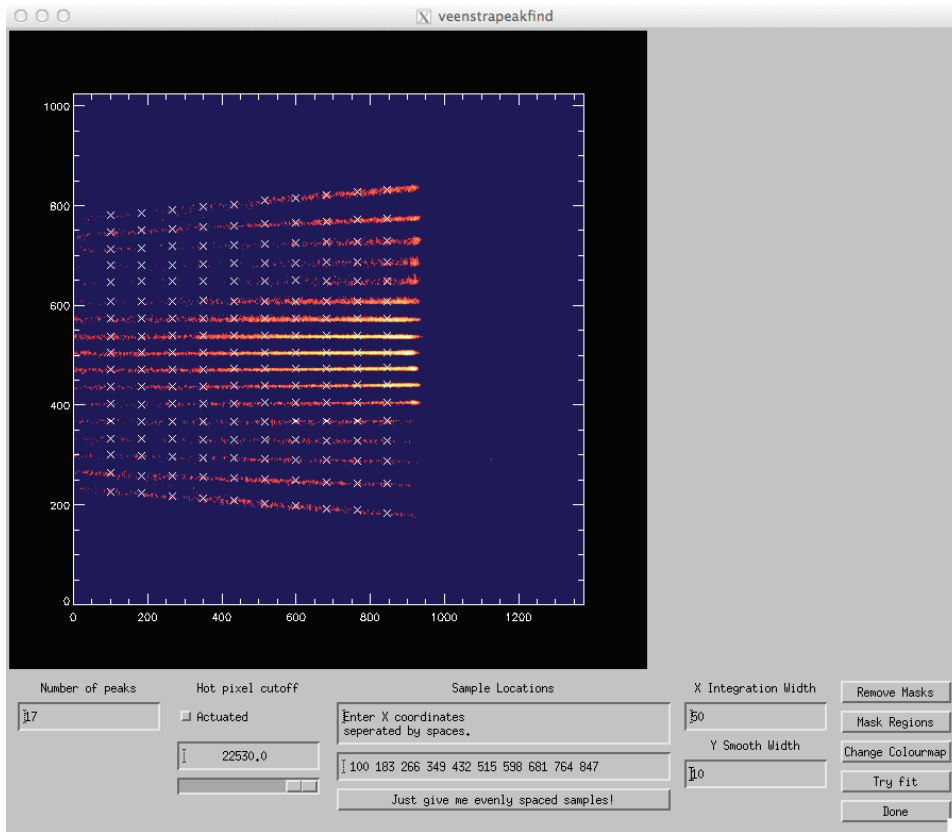 veenstrapeakfind
1000
800
600
400
200
0
0 200 400 600 800 1000 1200
Number of peaks
17
Hot pixel cutoff
Actuated
22530.0
Sample Locations
Enter X coordinates
seperated by spaces.
100 183 266 349 432 515 598 681 764 847
Just give me evenly spaced samples!
X Integration Width
50
Y Smooth Width
10
Remove Masks
Mask Regions
Change Colourmap
Try fit
Done